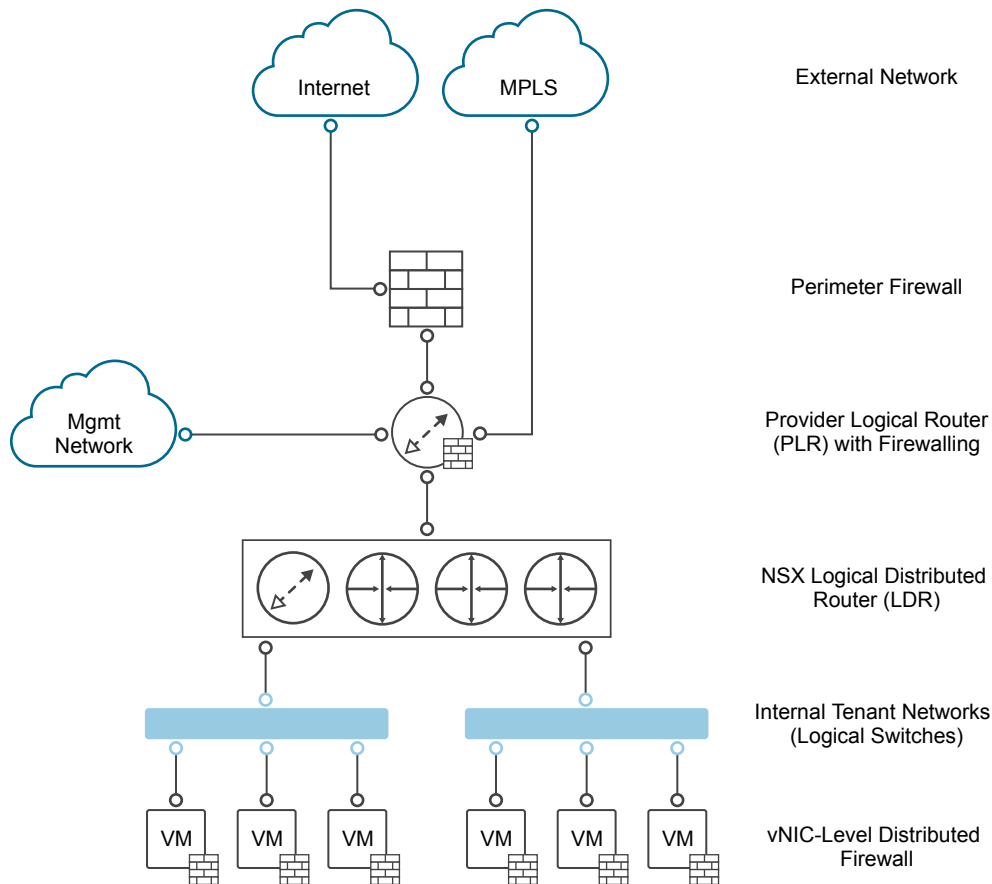 Internet
MPLS
External Network
Perimeter Firewall
Mgmt
Network
Provider Logical Router
(PLR) with Firewalling
NSX Logical Distributed
Router (LDR)
Internal Tenant Networks
(Logical Switches)
VM
VM
VM
VM
VM
VM
vNIC-Level Distributed
Firewall